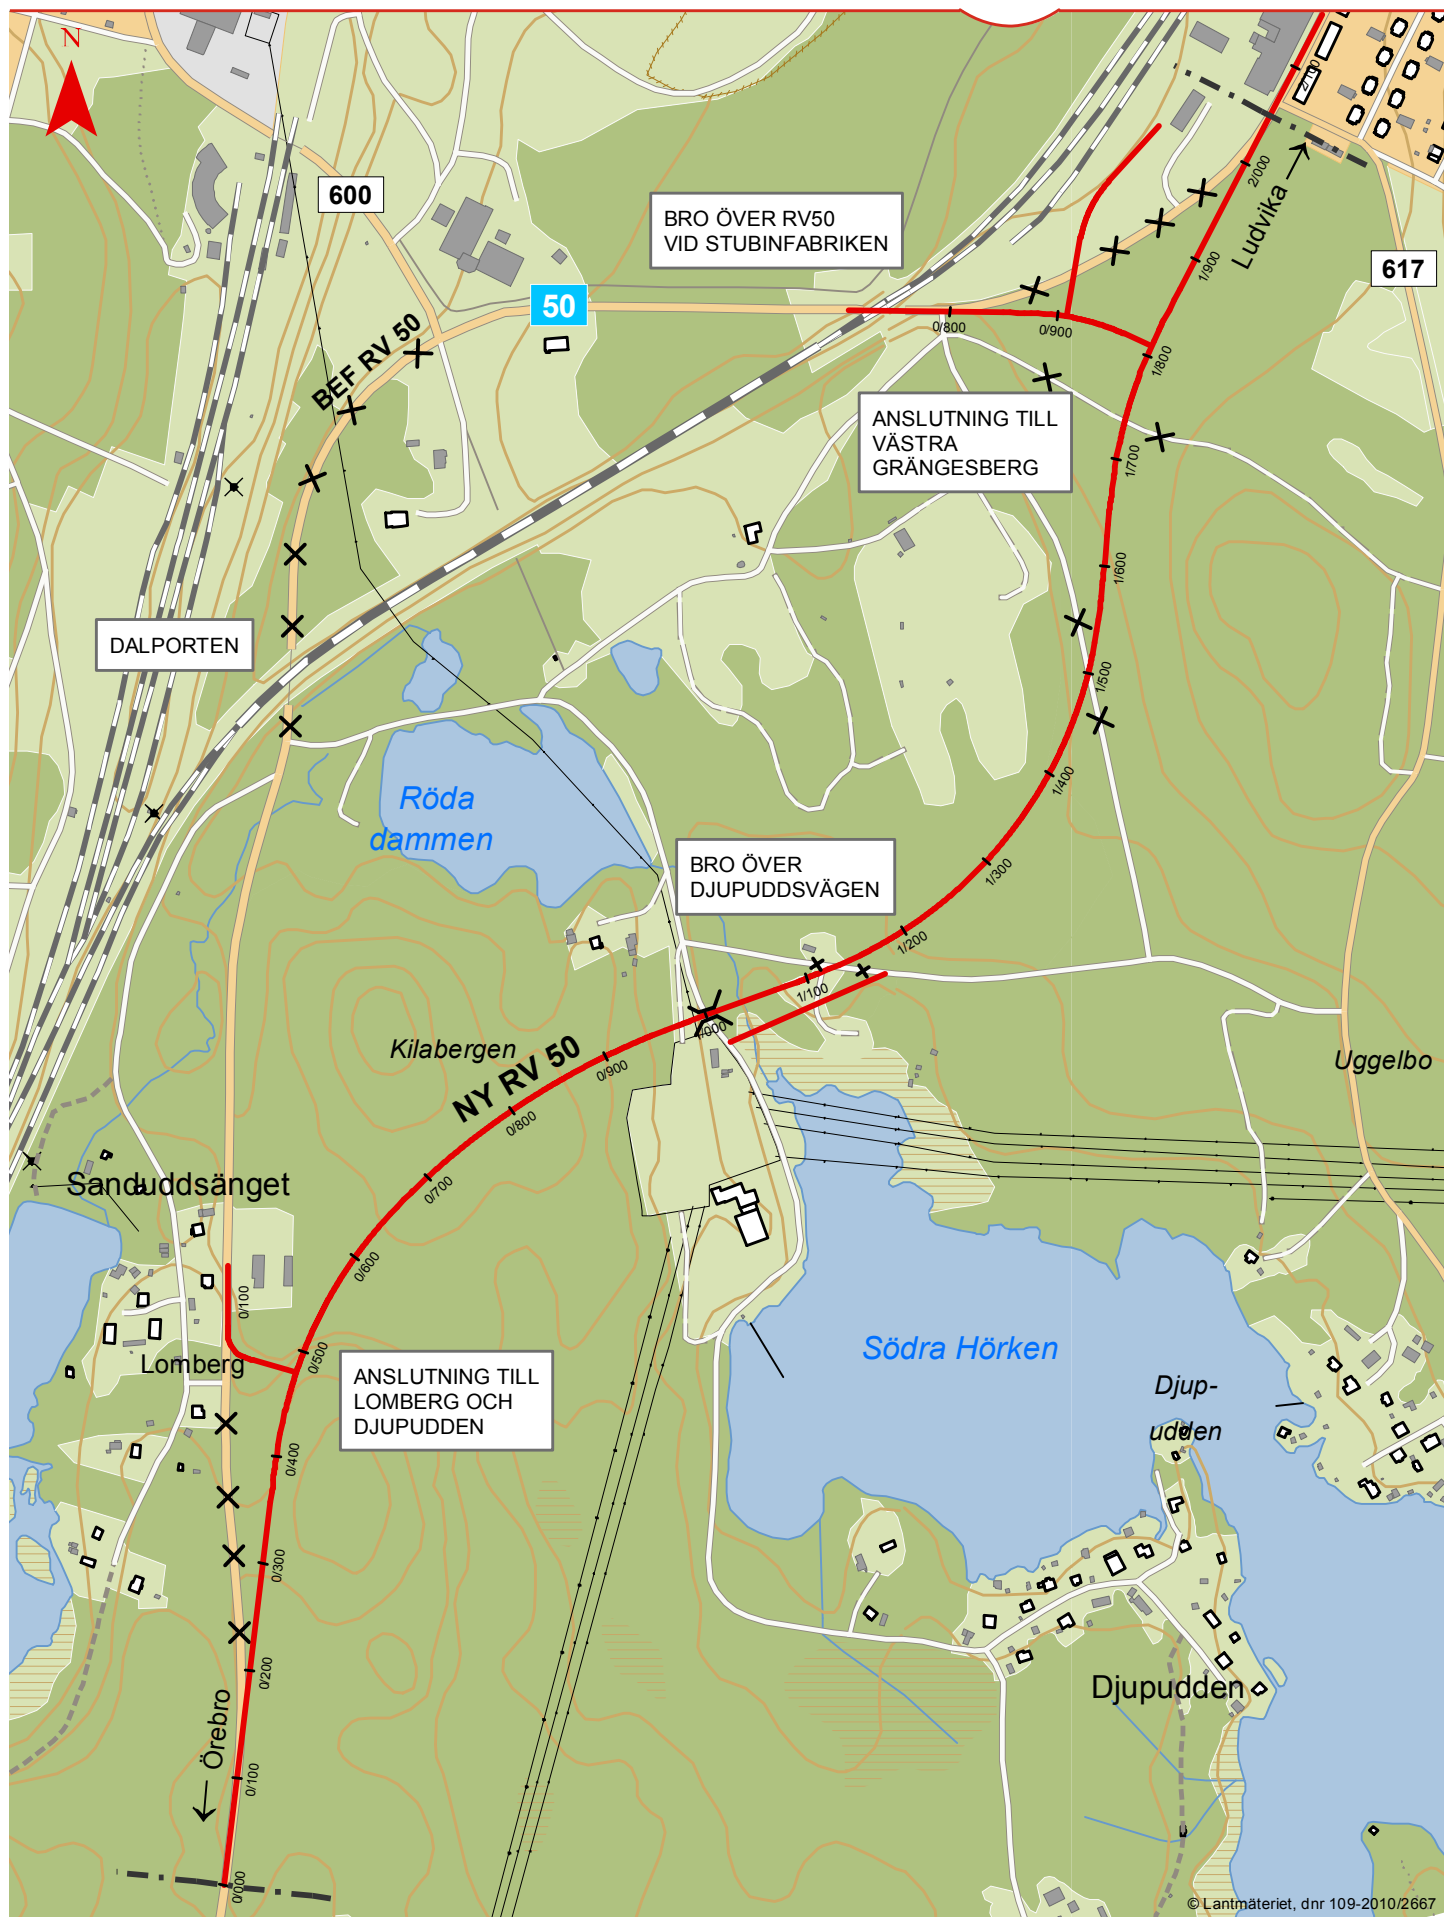 N
600
BRO ÖVER RV50
VID STUBINFABRIKEN
50
BEF RV 50
617
Ludvika
2/100
2/000
1/900
0/800
0/900
1/800
ANSLUTNING TILL
VÄSTRA
GRÄNGESBERG
1/700
1/600
DALPORTEN
1/500
1/400
Röda
dammen
BRO ÖVER
DJUPUDDSVÄGEN
1/300
1/200
1/100
1/000
Kilabergen
NY RV 50
0/900
0/800
Uggelbo
Sanduddsänget
0/700
0/600
0/100
0/500
Lomberg
ANSLUTNING TILL
LOMBERG OCH
DJUPUDDEN
Södra Hörken
Djup-
udden
0/400
0/300
0/200
Djupudden
Örebro
0/100
0/000
© Lantmäteriet, dnr 109-2010/2667